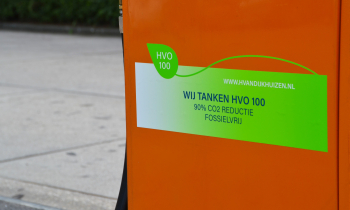 HVO
100
WWW.HVANDIJKHUIZEN.NL
WIJ TANKEN HVO 100
90% CO2 REDUCTIE
FOSSIELVRIJ